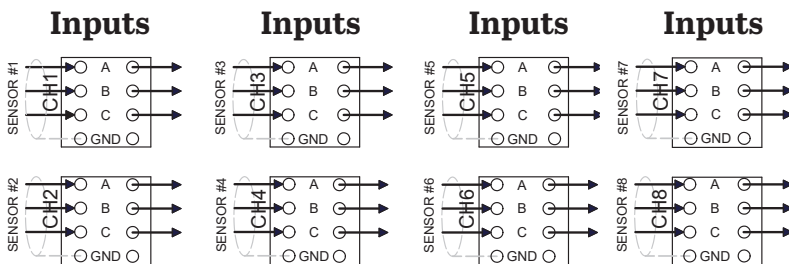 Inputs Inputs Inputs Inputs
SENSOR #1
CH1
A
B
C
GND
SENSOR #3
CH3
A
B
C
GND
SENSOR #5
CH5
A
B
C
GND
SENSOR #7
CH7
A
B
C
GND
SENSOR #2
CH2
A
B
C
GND
SENSOR #4
CH4
A
B
C
GND
SENSOR #6
CH6
A
B
C
GND
SENSOR #8
CH8
A
B
C
GND